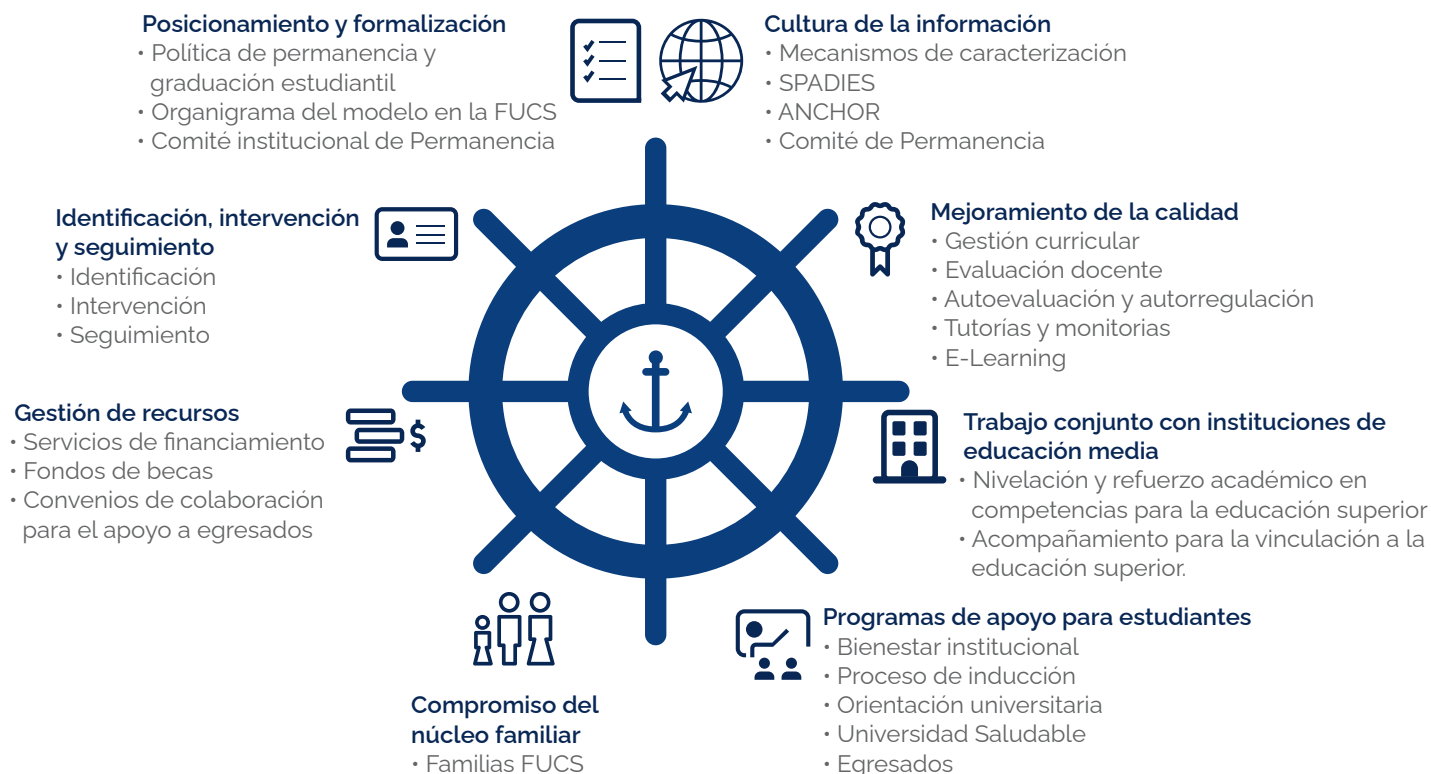 Posicionamiento y formalización
• Política de permanencia y
graduación estudiantil
• Organigrama del modelo en la FUCS
• Comité institucional de Permanencia
Cultura de la información
• Mecanismos de caracterización
• SPADIES
• ANCHOR
• Comité de Permanencia
Identificación, intervención
y seguimiento
• Identificación
• Intervención
• Seguimiento
Mejoramiento de la calidad
• Gestión curricular
• Evaluación docente
• Autoevaluación y autorregulación
• Tutorías y monitorias
• E-Learning
Gestión de recursos
• Servicios de financiamiento
• Fondos de becas
• Convenios de colaboración
para el apoyo a egresados
$
Trabajo conjunto con instituciones de
educación media
• Nivelación y refuerzo académico en
competencias para la educación superior
• Acompañamiento para la vinculación a la
educación superior.
Compromiso del
núcleo familiar
• Familias FUCS
Programas de apoyo para estudiantes
• Bienestar institucional
• Proceso de inducción
• Orientación universitaria
• Universidad Saludable
• Egresados